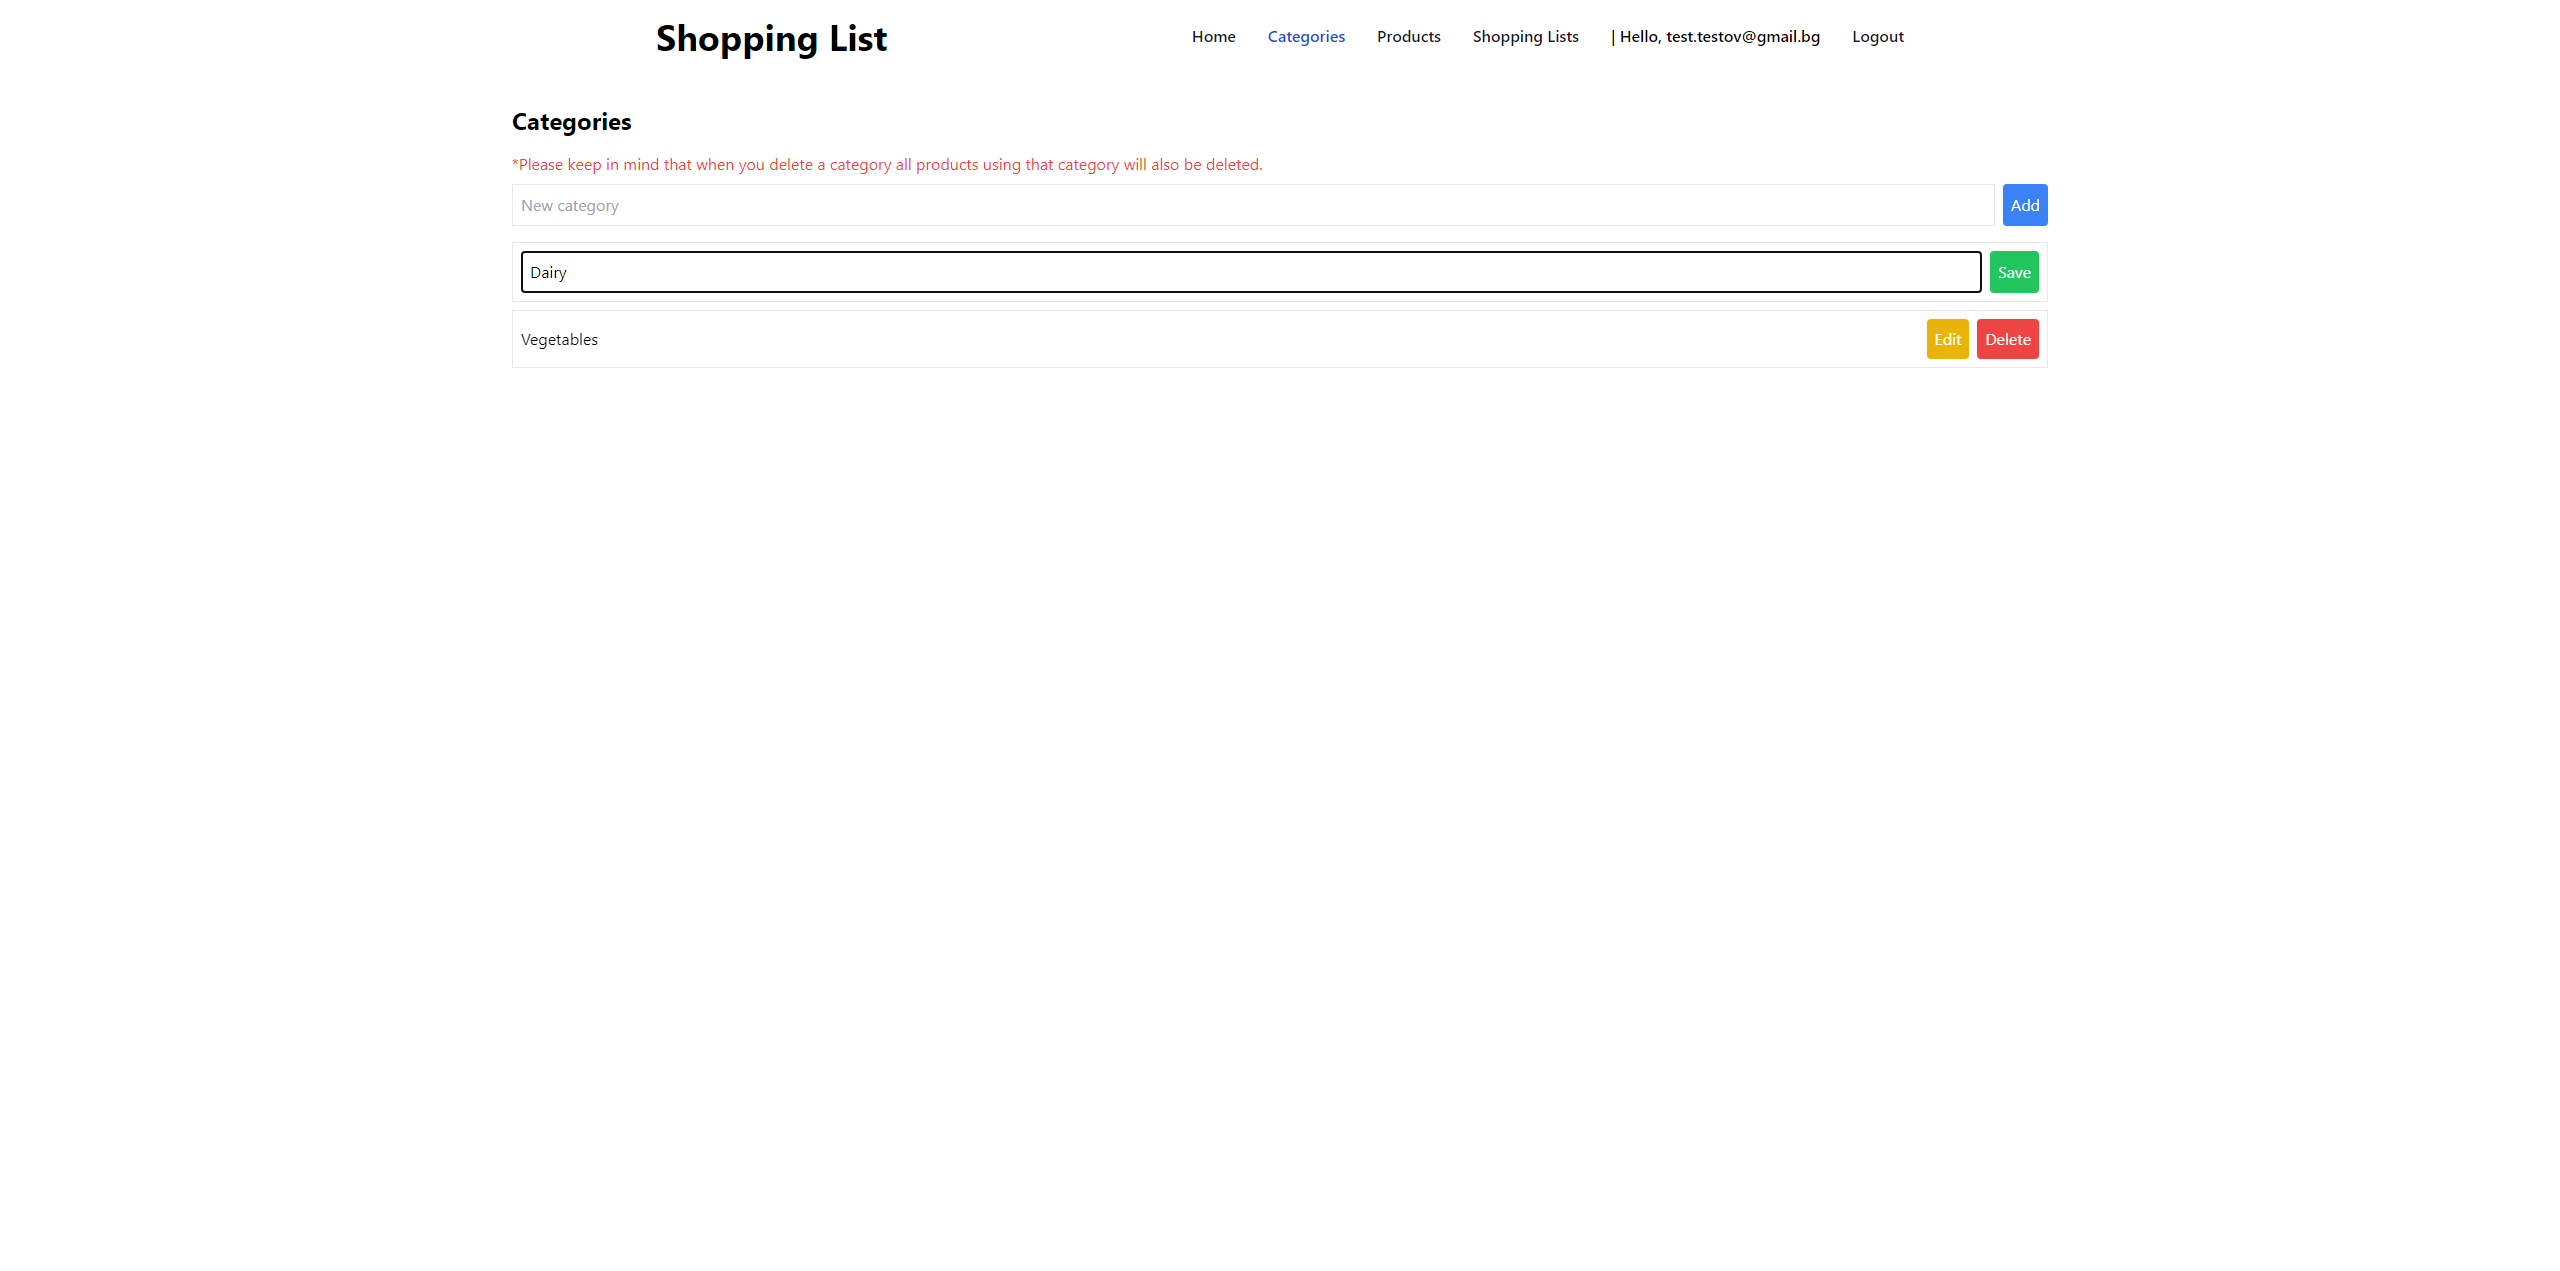 Shopping List Home Categories Products Shopping Lists | Hello, test.testov@gmail.bg Logout
Categories
*Please keep in mind that when you delete a category all products using that category will also be deleted.
New category Add
Dairy Save
Vegetables Edit Delete